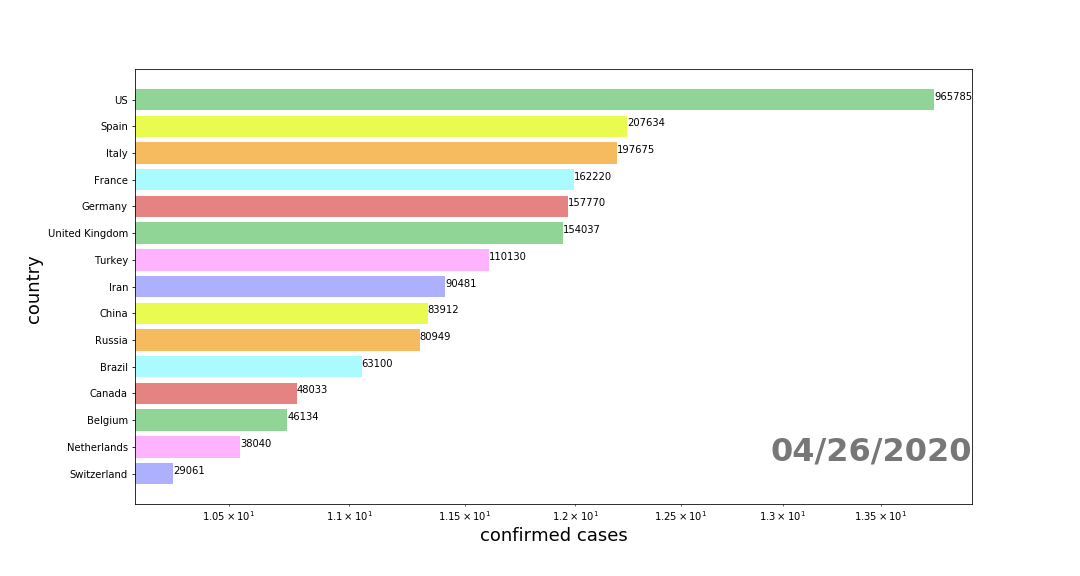 US 965785
Spain 207634
Italy 197675
France 162220
Germany 157770
United Kingdom 154037
Turkey 110130
Iran 90481
China 83912
Russia 80949
Brazil 63100
Canada 48033
Belgium 46134
Netherlands 38040
Switzerland 29061
country
04/26/2020
1.05 × 10¹ 1.1 × 10¹ 1.15 × 10¹ 1.2 × 10¹ 1.25 × 10¹ 1.3 × 10¹ 1.35 × 10¹
confirmed cases